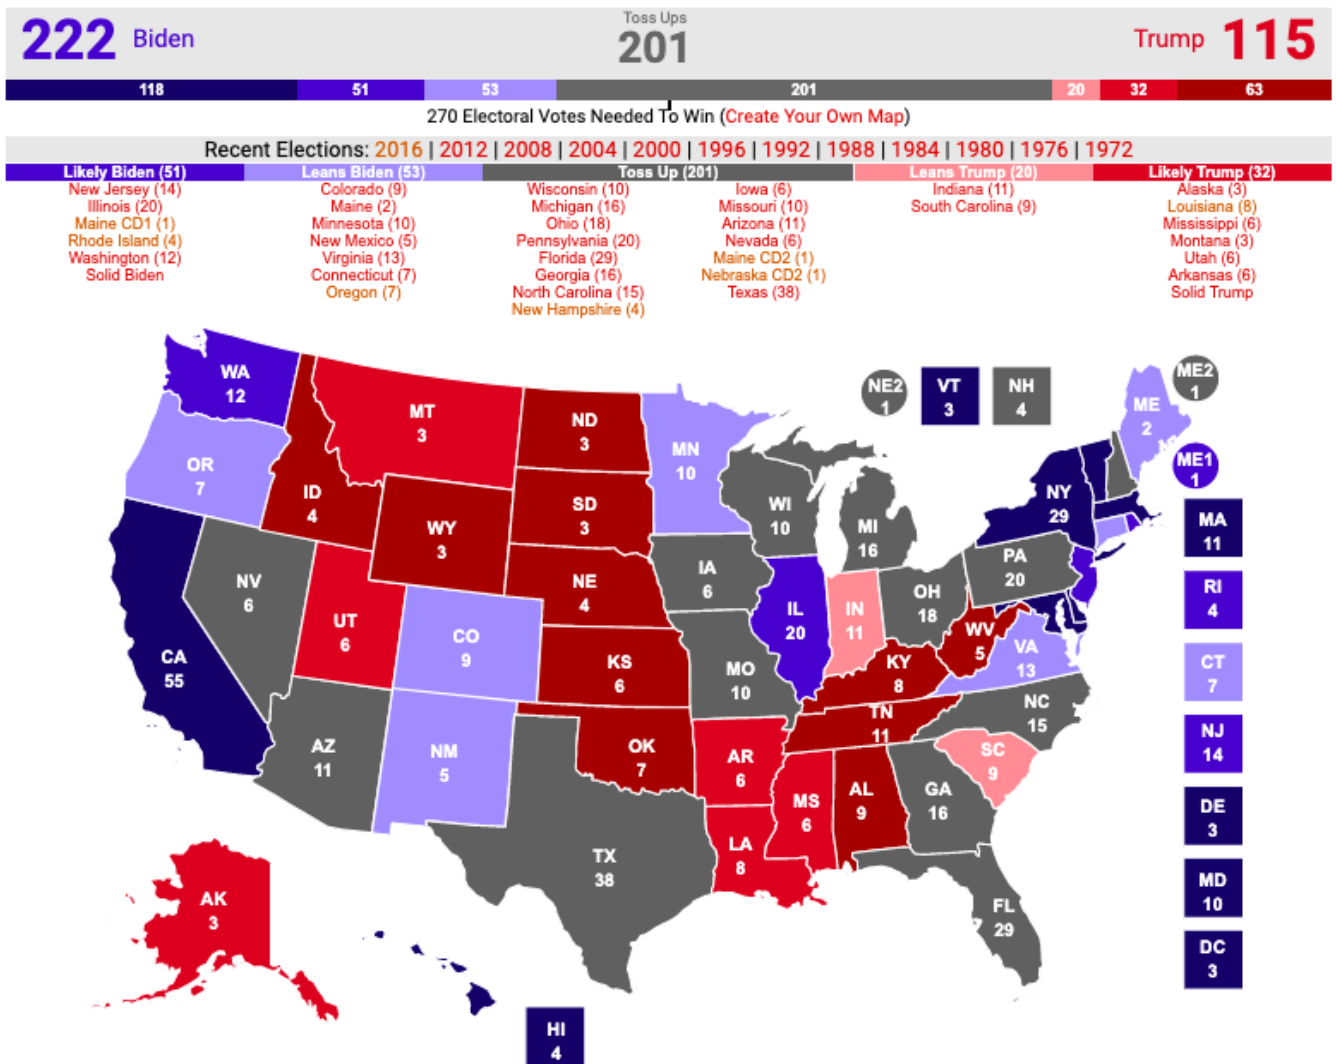 222 Biden
Toss Ups
201
Trump 115
118 51 53 201 20 32 63
270 Electoral Votes Needed To Win (Create Your Own Map)
Recent Elections: 2016 | 2012 | 2008 | 2004 | 2000 | 1996 | 1992 | 1988 | 1984 | 1980 | 1976 | 1972
Likely Biden (51)
New Jersey (14)
Illinois (20)
Maine CD1 (1)
Rhode Island (4)
Washington (12)
Solid Biden
Leans Biden (53)
Colorado (9)
Maine (2)
Minnesota (10)
New Mexico (5)
Virginia (13)
Connecticut (7)
Oregon (7)
Toss Up (201)
Wisconsin (10)
Michigan (16)
Ohio (18)
Pennsylvania (20)
Florida (29)
Georgia (16)
North Carolina (15)
New Hampshire (4)
Iowa (6)
Missouri (10)
Arizona (11)
Nevada (6)
Maine CD2 (1)
Nebraska CD2 (1)
Texas (38)
Leans Trump (20)
Indiana (11)
South Carolina (9)
Likely Trump (32)
Alaska (3)
Louisiana (8)
Mississippi (6)
Montana (3)
Utah (6)
Arkansas (6)
Solid Trump
WA
12
OR
7
CA
55
NV
6
ID
4
MT
3
WY
3
UT
6
AZ
11
CO
9
NM
5
ND
3
SD
3
NE
4
KS
6
OK
7
TX
38
MN
10
IA
6
MO
10
AR
6
LA
8
WI
10
IL
20
MI
16
IN
11
OH
18
KY
8
TN
11
MS
6
AL
9
GA
16
FL
29
SC
9
NC
15
VA
13
WV
5
PA
20
NY
29
NE2
1
VT
3
NH
4
ME
2
ME2
1
ME1
1
MA
11
RI
4
CT
7
NJ
14
DE
3
MD
10
DC
3
AK
3
HI
4